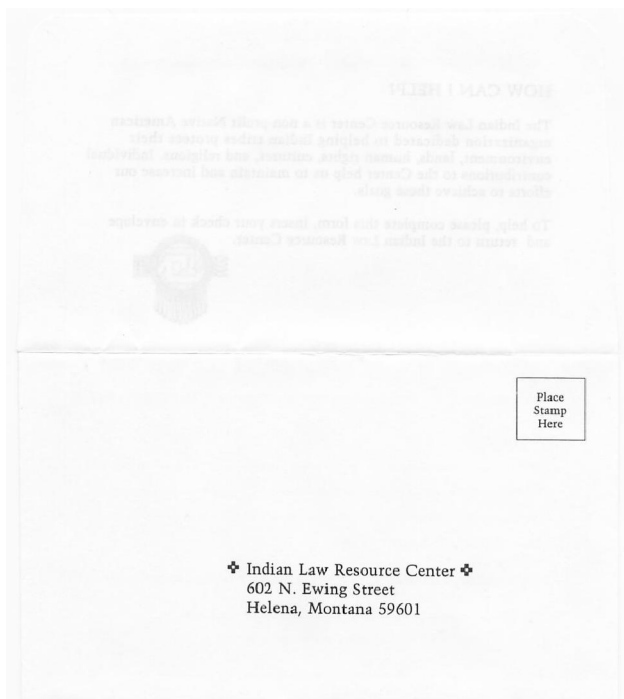 HOW CAN I HELP?
The Indian Law Resource Center is a non-profit Native American
organization dedicated to helping Indian tribes protect their
environment, lands, human rights, cultures, and religions. Individual
contributions to the Center help us to maintain and increase our
efforts to achieve these goals.
To help, please complete this form, insert your check in envelope
and return to the Indian Law Resource Center.
Place
Stamp
Here
✤ Indian Law Resource Center ✤
602 N. Ewing Street
Helena, Montana 59601